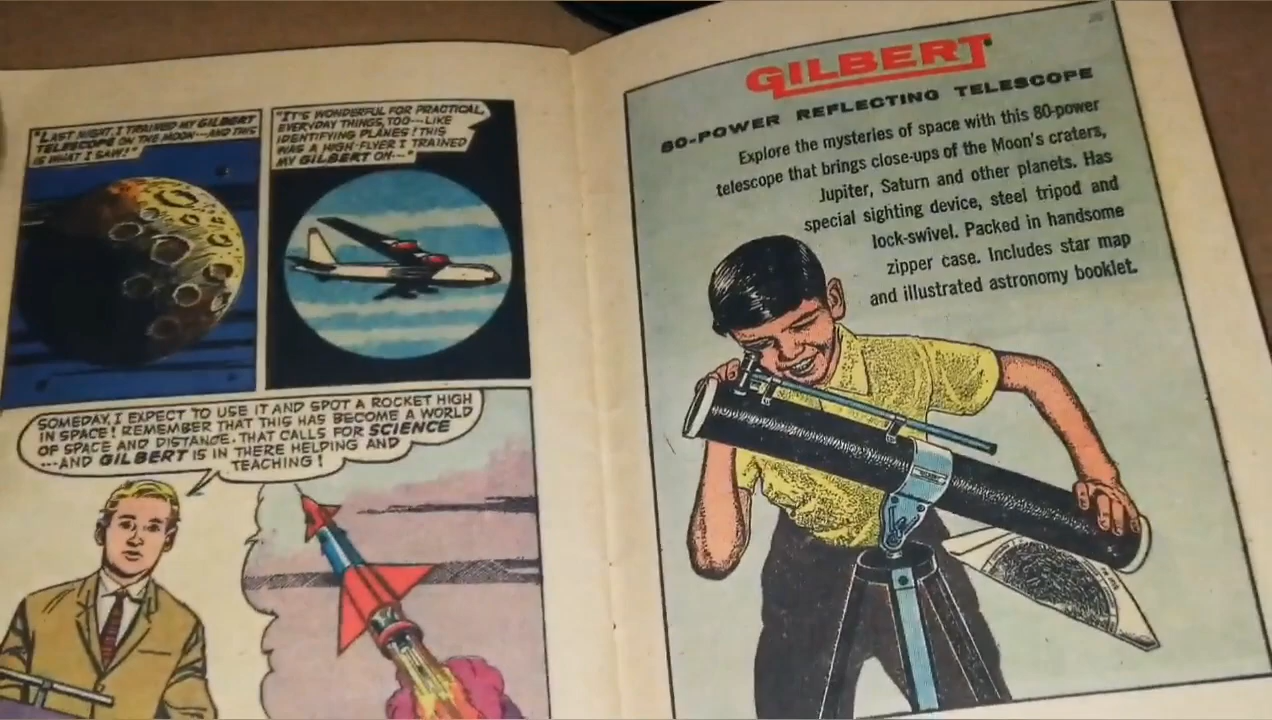 "LAST NIGHT, I TRAINED MY GILBERT
TELESCOPE ON THE MOON---AND THIS
IS WHAT I SAW!"
"IT'S WONDERFUL FOR PRACTICAL,
EVERYDAY THINGS, TOO---LIKE
IDENTIFYING PLANES! THIS
WAS A HIGH-FLYER I TRAINED
MY GILBERT ON---"
SOMEDAY, I EXPECT TO USE IT AND SPOT A ROCKET HIGH
IN SPACE! REMEMBER THAT THIS HAS BECOME A WORLD
OF SPACE AND DISTANCE. THAT CALLS FOR SCIENCE
---AND GILBERT IS IN THERE HELPING AND
TEACHING!
GILBERT
80-POWER REFLECTING TELESCOPE
Explore the mysteries of space with this 80-power
telescope that brings close-ups of the Moon's craters,
Jupiter, Saturn and other planets. Has
special sighting device, steel tripod and
lock-swivel. Packed in handsome
zipper case. Includes star map
and illustrated astronomy booklet.